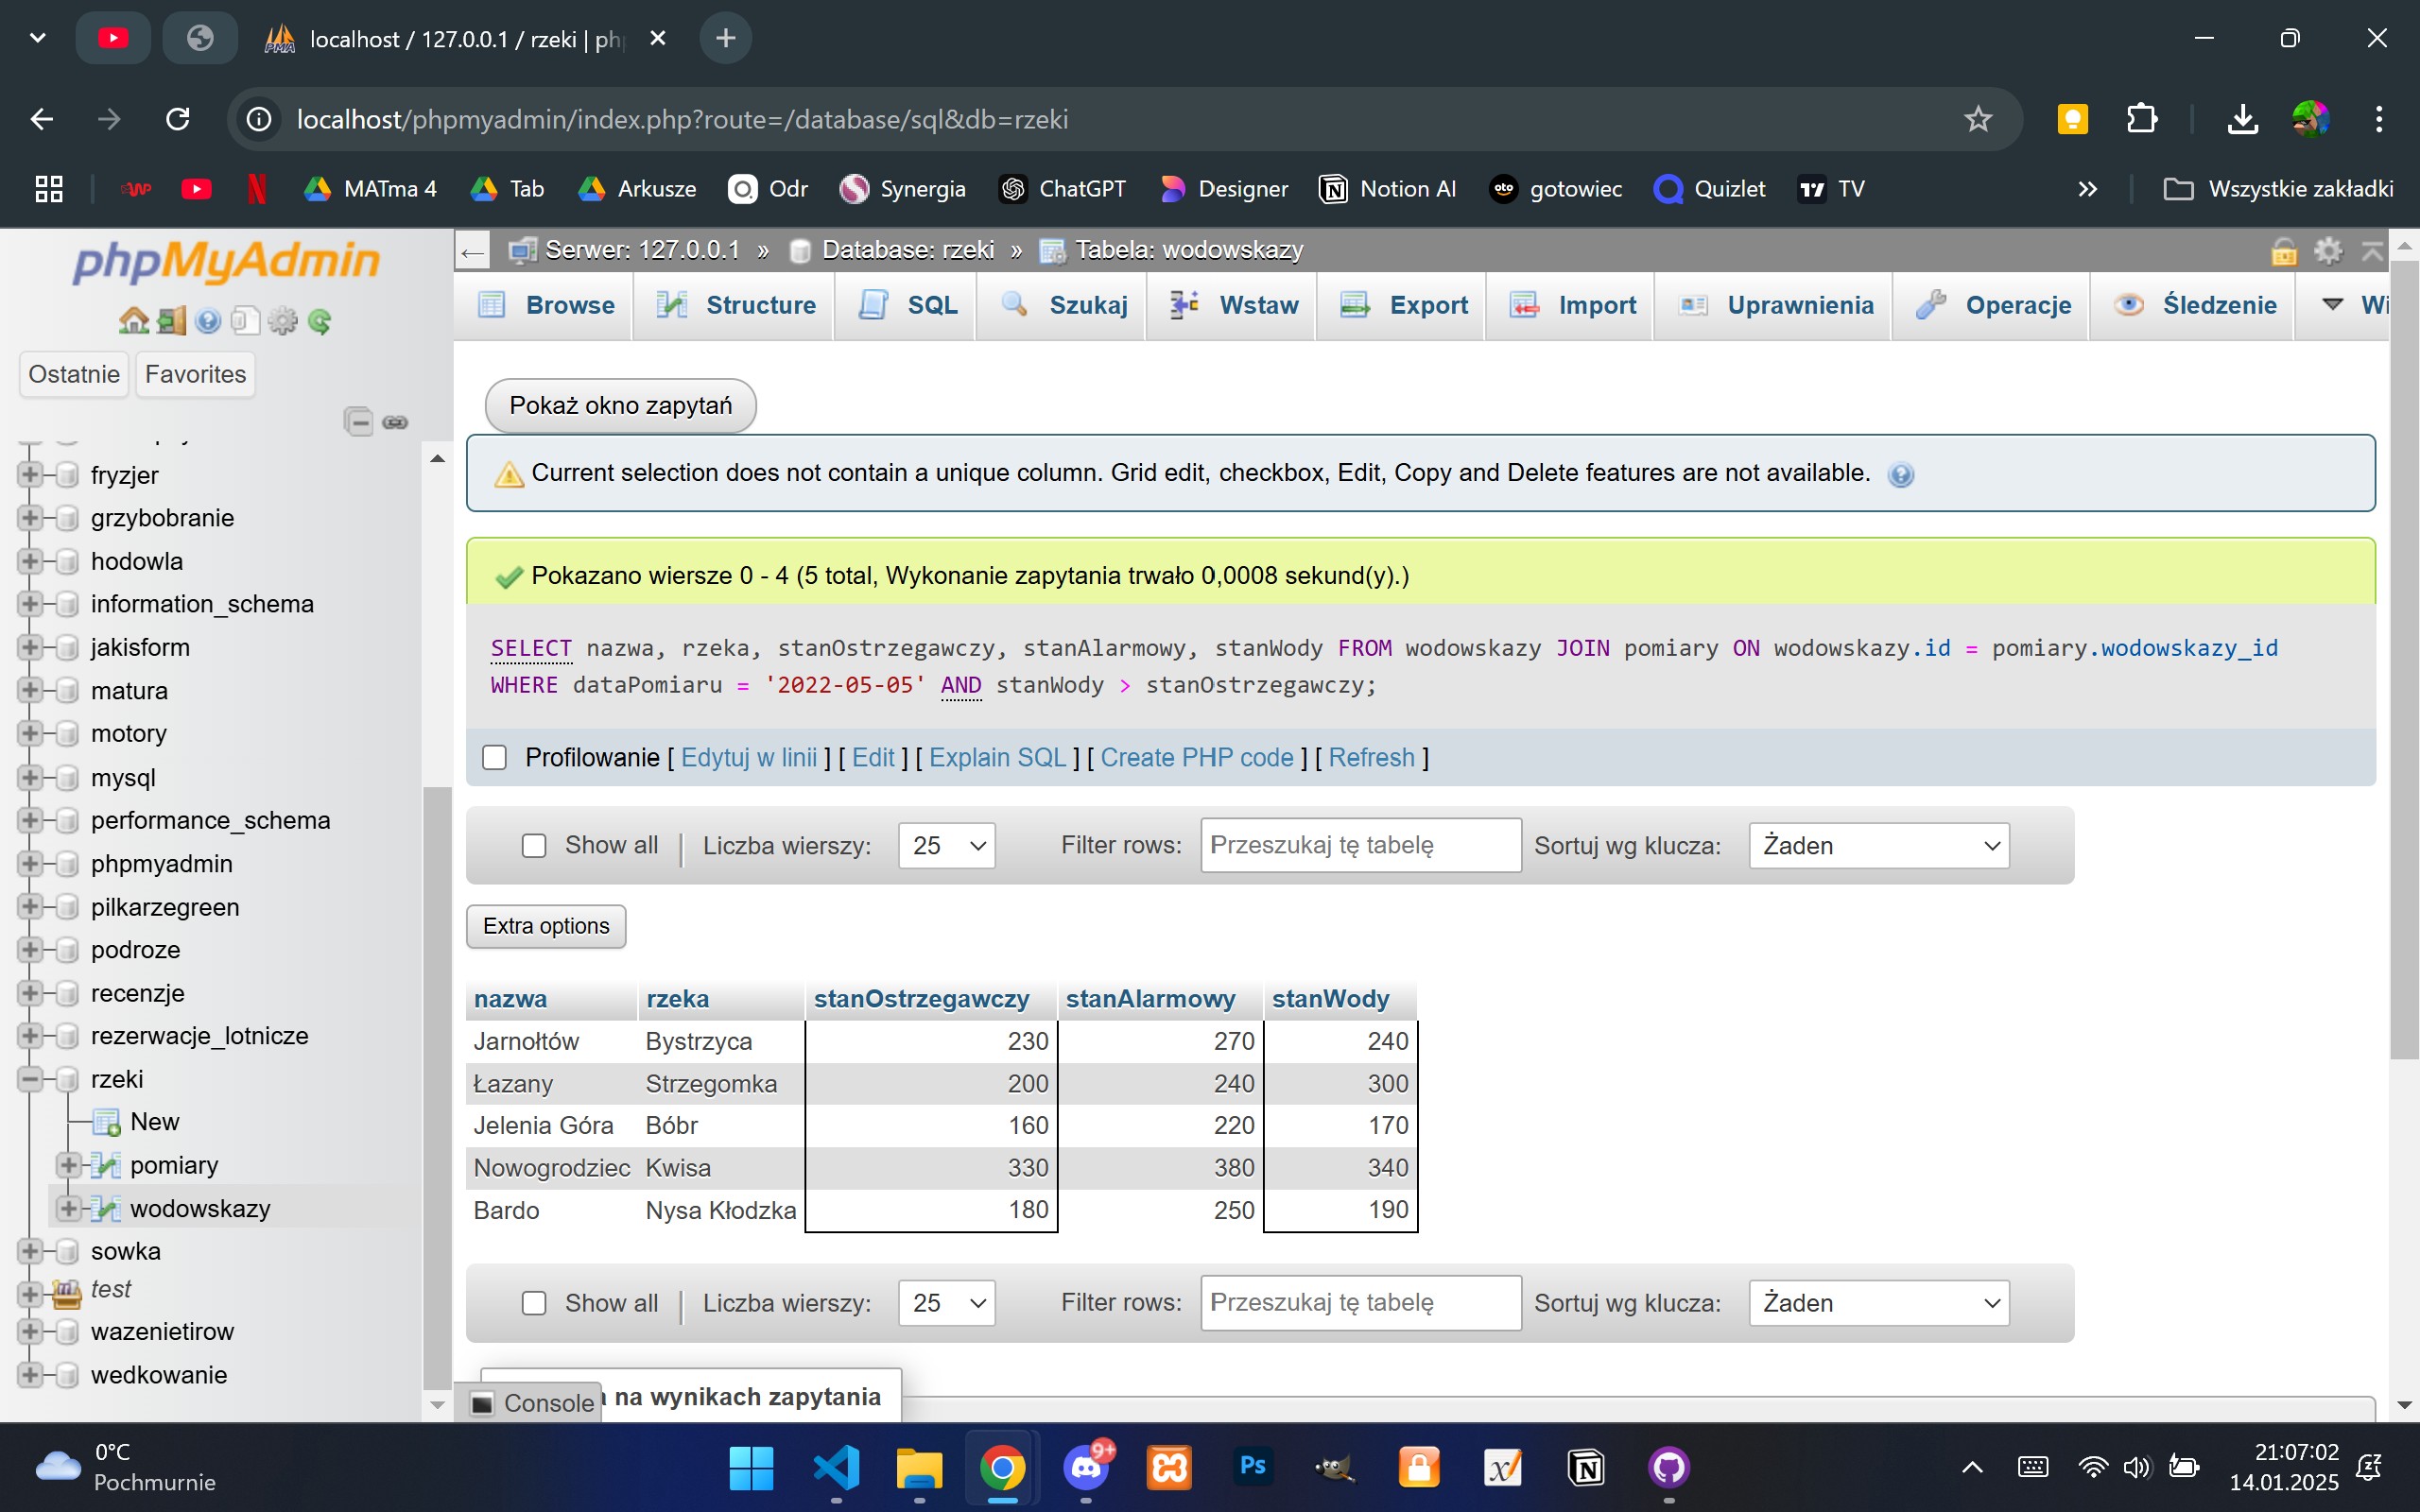 localhost / 127.0.0.1 / rzeki | ph
localhost/phpmyadmin/index.php?route=/database/sql&db=rzeki
MATma 4 Tab Arkusze Odr Synergia ChatGPT Designer Notion AI gotowiec Quizlet TV Wszystkie zakładki
phpMyAdmin
Ostatnie Favorites
fryzjer
grzybobranie
hodowla
information_schema
jakisform
matura
motory
mysql
performance_schema
phpmyadmin
pilkarzegreen
podroze
recenzje
rezerwacje_lotnicze
rzeki
New
pomiary
wodowskazy
sowka
test
wazenietirow
wedkowanie
Serwer: 127.0.0.1 » Database: rzeki » Tabela: wodowskazy
Browse Structure SQL Szukaj Wstaw Export Import Uprawnienia Operacje Śledzenie Wi
Pokaż okno zapytań
Current selection does not contain a unique column. Grid edit, checkbox, Edit, Copy and Delete features are not available.
Pokazano wiersze 0 - 4 (5 total, Wykonanie zapytania trwało 0,0008 sekund(y).)
SELECT nazwa, rzeka, stanOstrzegawczy, stanAlarmowy, stanWody FROM wodowskazy JOIN pomiary ON wodowskazy.id = pomiary.wodowskazy_id
WHERE dataPomiaru = '2022-05-05' AND stanWody > stanOstrzegawczy;
Profilowanie [ Edytuj w linii ] [ Edit ] [ Explain SQL ] [ Create PHP code ] [ Refresh ]
Show all | Liczba wierszy: 25 Filter rows: Przeszukaj tę tabelę Sortuj wg klucza: Żaden
Extra options
nazwa rzeka stanOstrzegawczy stanAlarmowy stanWody
Jarnołtów Bystrzyca 230 270 240
Łazany Strzegomka 200 240 300
Jelenia Góra Bóbr 160 220 170
Nowogrodziec Kwisa 330 380 340
Bardo Nysa Kłodzka 180 250 190
Show all | Liczba wierszy: 25 Filter rows: Przeszukaj tę tabelę Sortuj wg klucza: Żaden
Console na wynikach zapytania
0°C
Pochmurnie
9+
Ps
21:07:02
14.01.2025